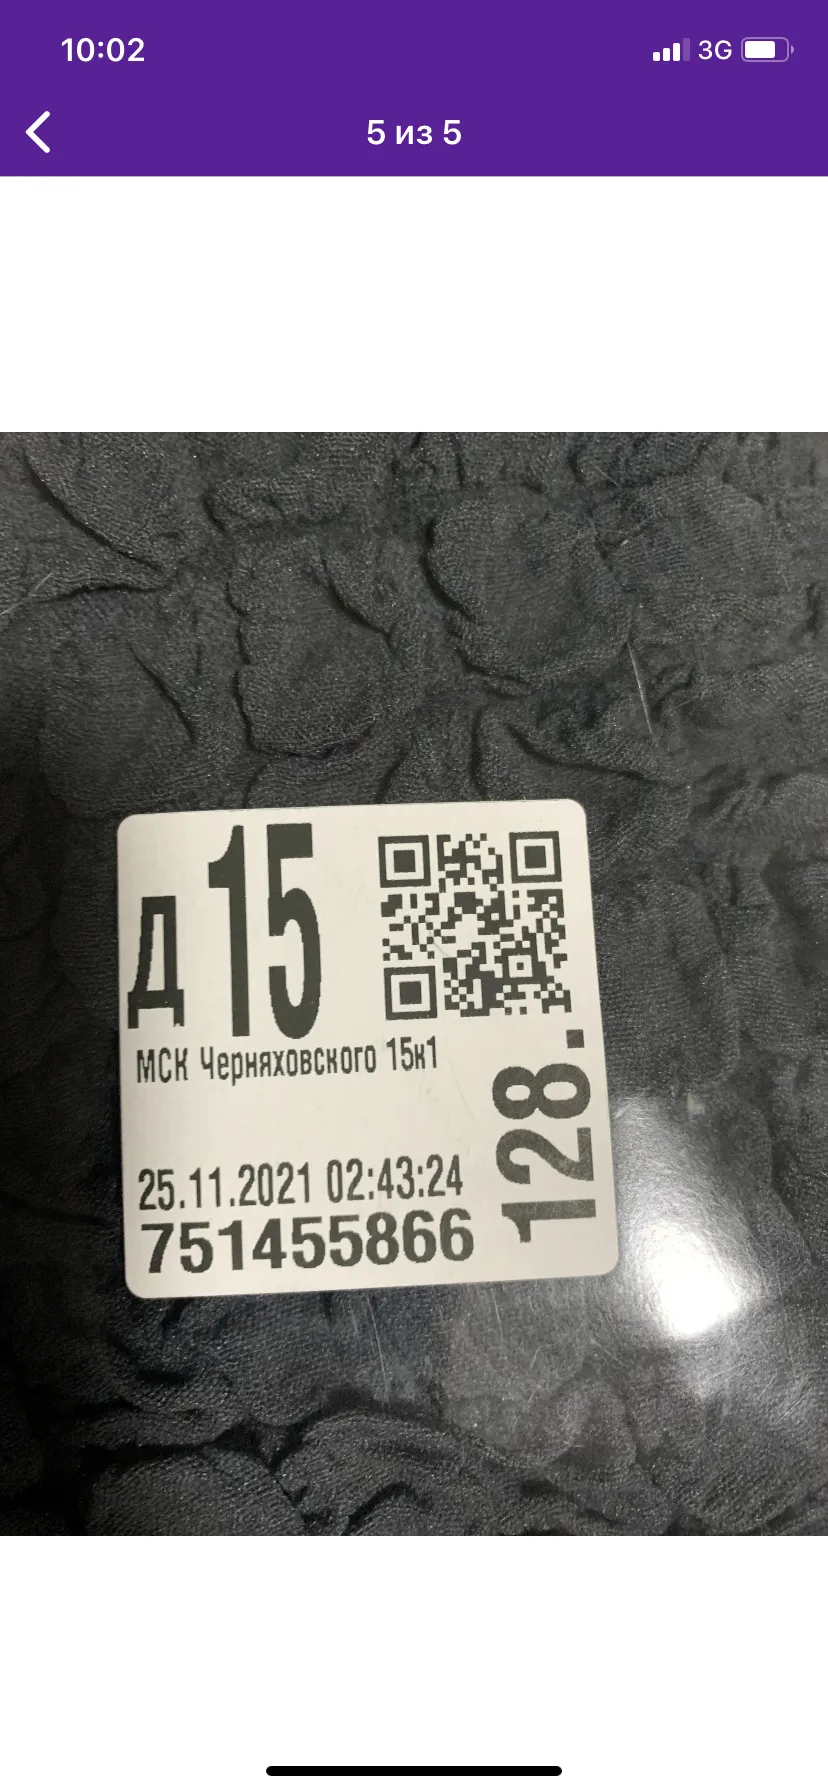 10:02
3G
5 из 5
Д 15
МСК Черняховского 15к1
128.
25.11.2021 02:43:24
751455866